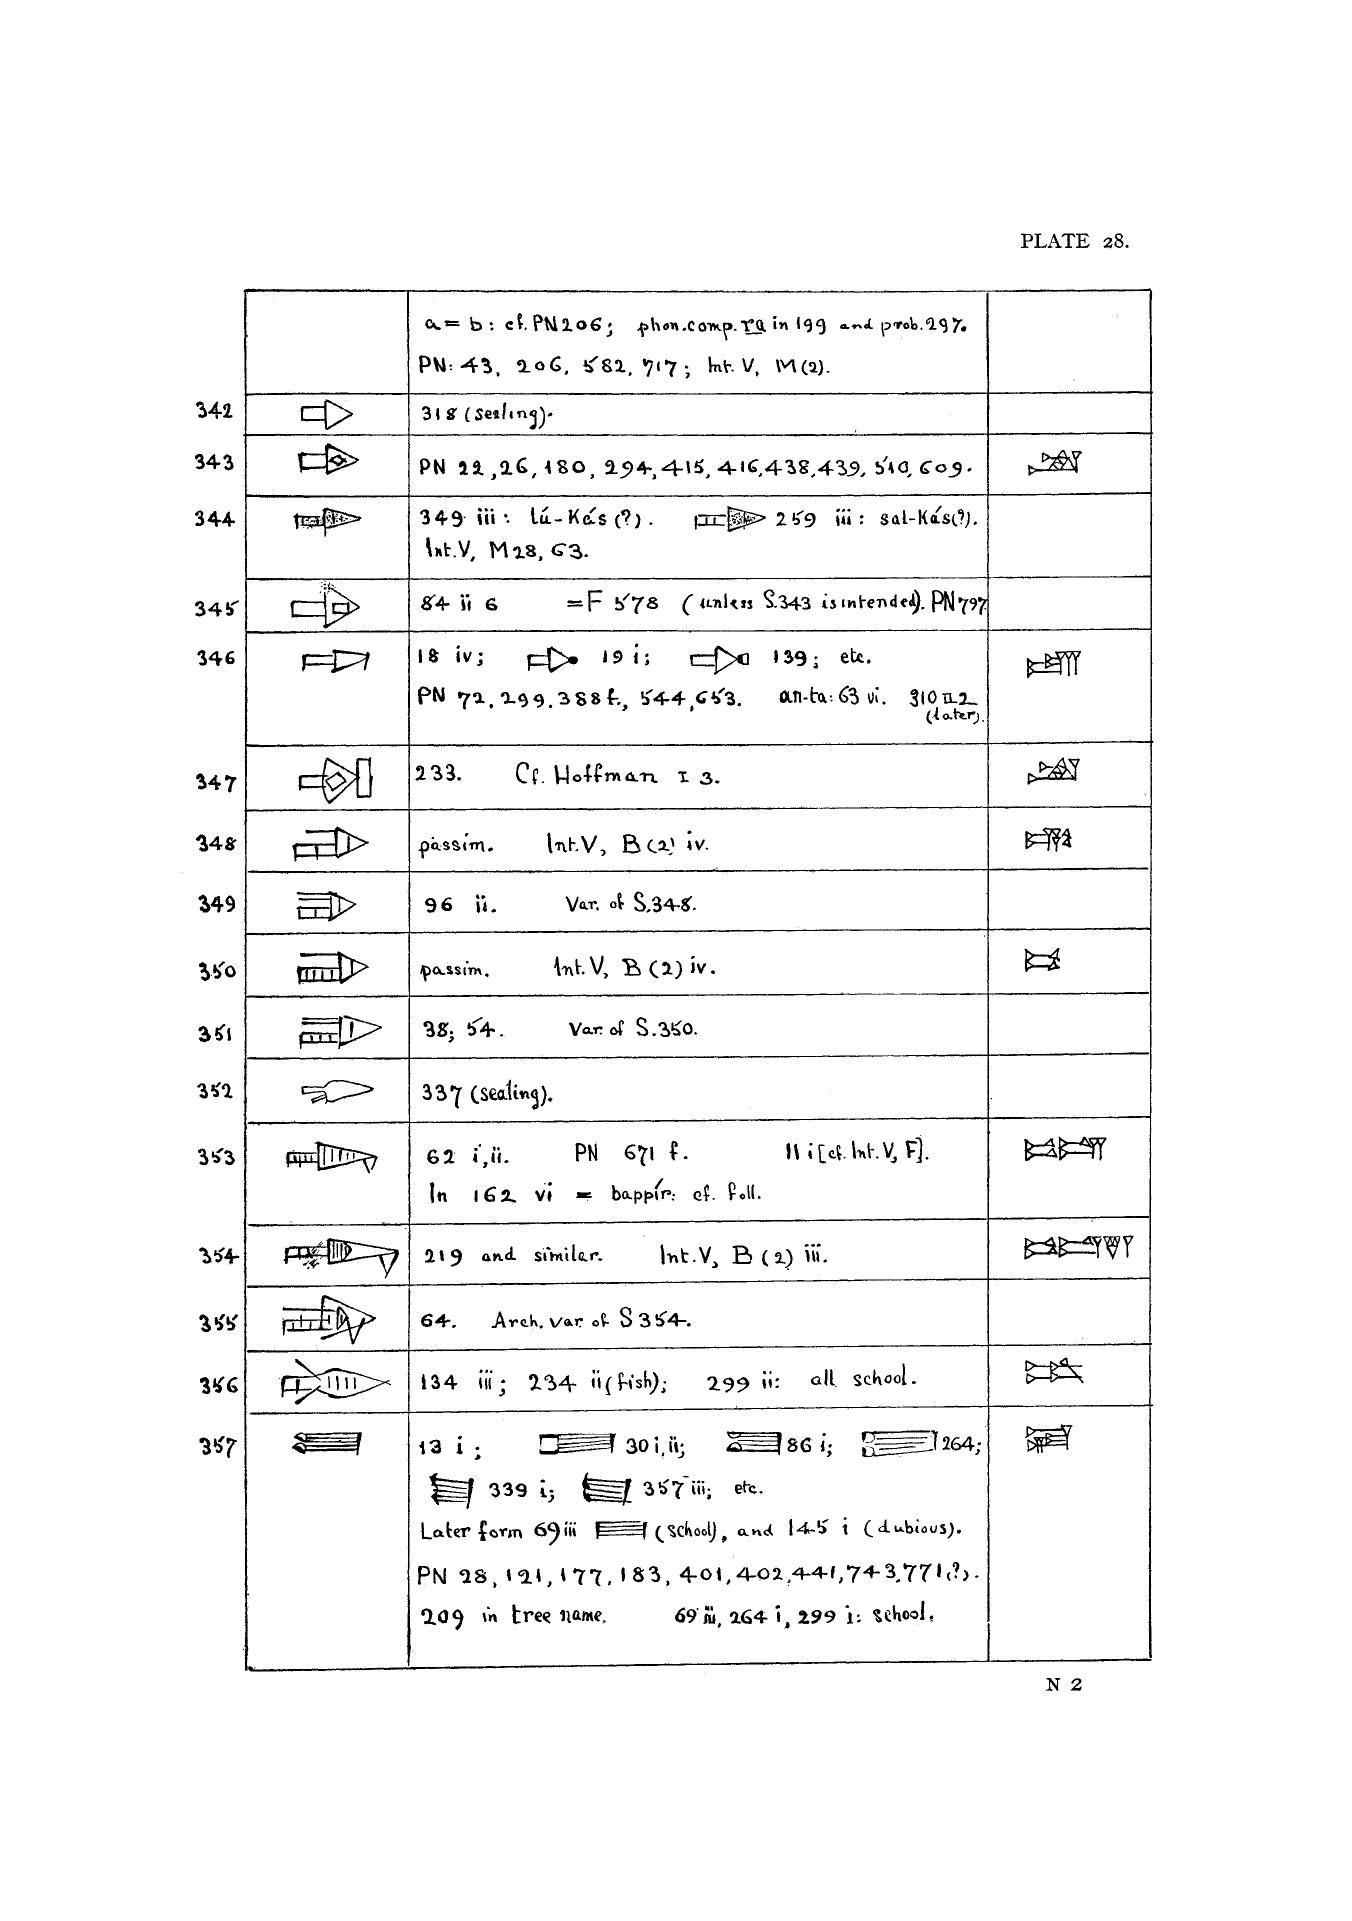 PLATE 28.
a = b : cf. PN 206 ; phon. comp. ra in 199 and prob. 297.
PN: 43, 206, 582, 717 ; Int. V, M (2).
342 318 (sealing).
343 PN 22, 26, 180, 294, 415, 416, 438, 439, 510, 609.
344 349 iii : lú-Kás (?). 259 iii : sal-Kás (?).
Int. V, M 28, 63.
345 84 ii 6 = F 578 (unless S.343 is intended). PN 797
346 18 iv ; 19 i ; 139 ; etc.
PN 72, 299, 388 f., 544, 653. an-ta : 63 vi. 310 II 2
(later).
347 233. Cf. Hoffman I 3.
348 passim. Int. V, B (2) iv.
349 96 ii. Var. of S.348.
350 passim. Int. V, B (2) iv.
351 38; 54. Var. of S.350.
352 337 (sealing).
353 62 i, ii. PN 671 f. 11 i [cf. Int. V, F].
In 162 vi = bappír : cf. foll.
354 219 and similar. Int. V, B (2) iii.
355 64. Arch. var. of S 354.
356 134 iii ; 234 ii (fish) ; 299 ii : all school.
357 13 i ; 30 i, ii ; 86 i ; 264 ;
339 i ; 357 iii ; etc.
Later form 69 iii (school), and 145 i (dubious).
PN 28, 121, 177, 183, 401, 402, 441, 743, 771 (?).
209 in tree name. 69 iii, 264 i, 299 i : school.
N 2